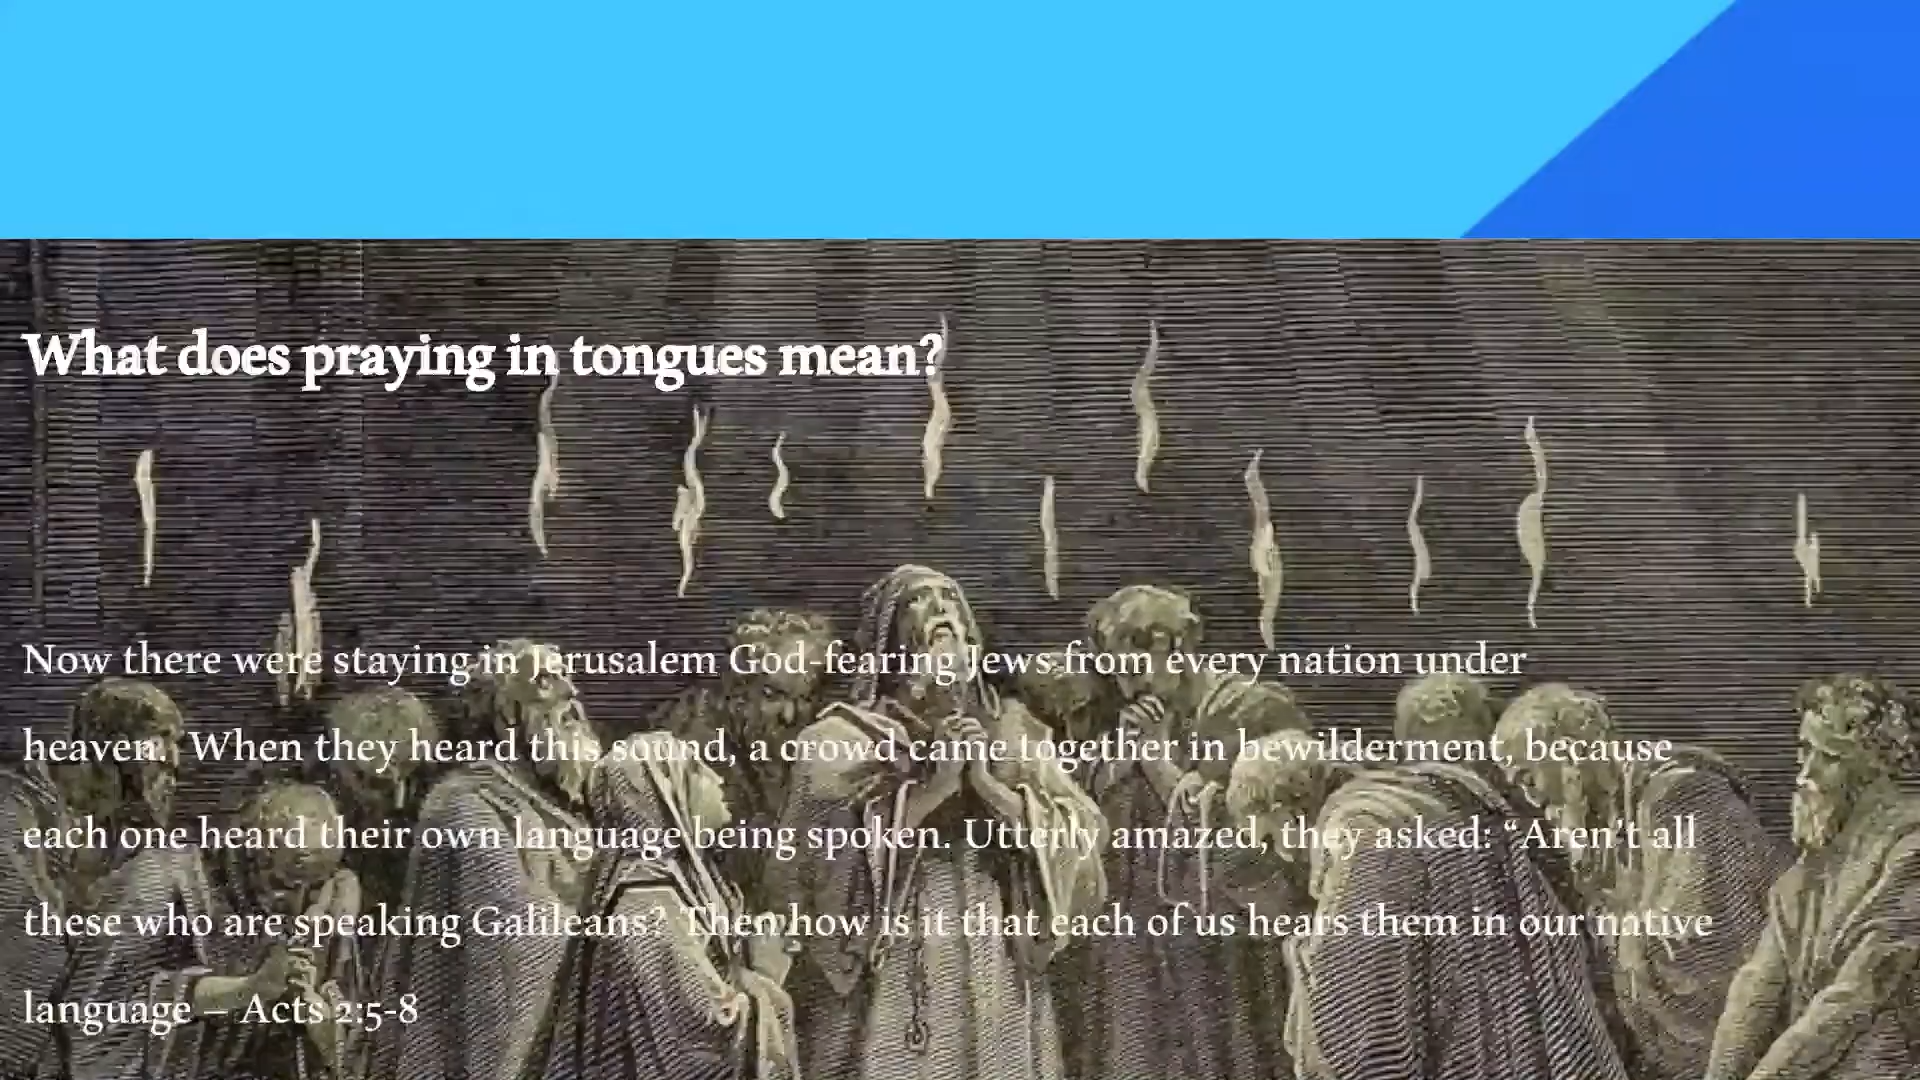 What does praying in tongues mean?
Now there were staying in Jerusalem God-fearing Jews from every nation under
heaven. When they heard this sound, a crowd came together in bewilderment, because
each one heard their own language being spoken. Utterly amazed, they asked: “Aren’t all
these who are speaking Galileans? Then how is it that each of us hears them in our native
language – Acts 2:5-8